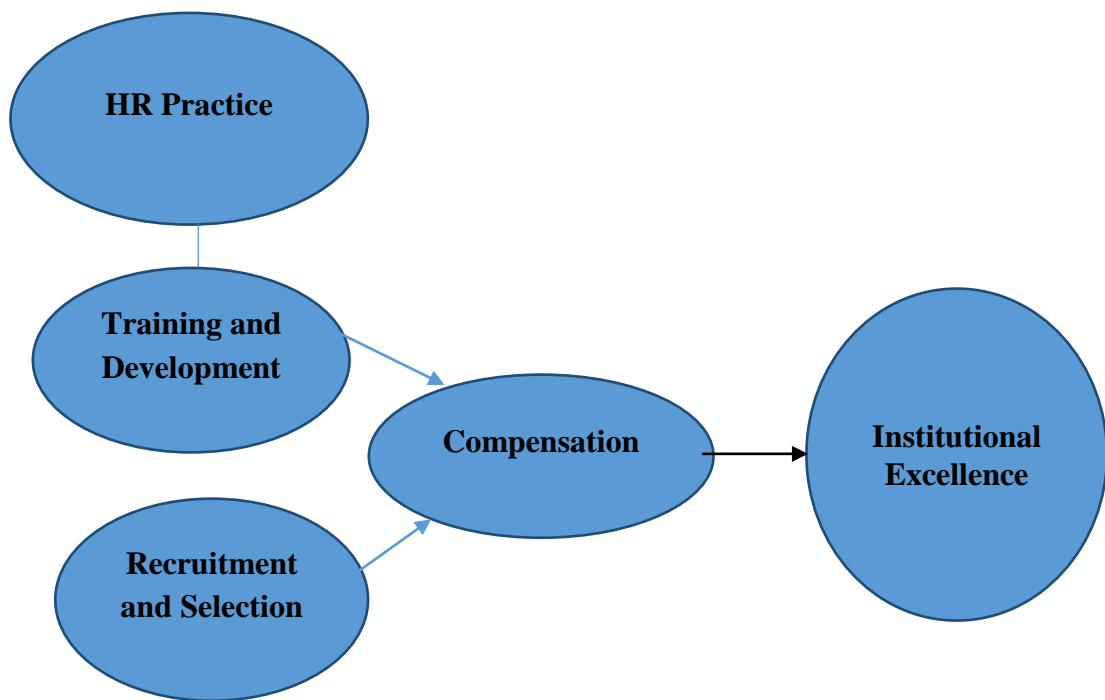 HR Practice
Training and
Development
Compensation
Institutional
Excellence
Recruitment
and Selection